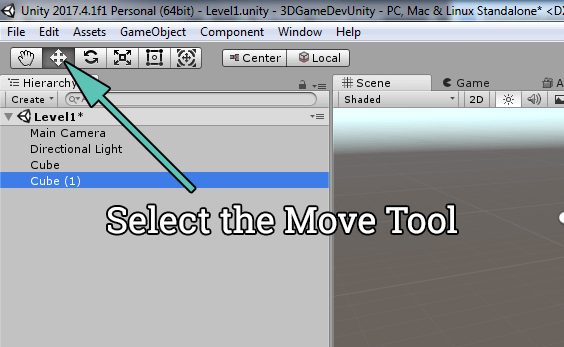 Unity 2017.4.1f1 Personal (64bit) - Level1.unity - 3DGameDevUnity - PC, Mac & Linux Standalone* <D
File Edit Assets GameObject Component Window Help
Center Local
Hierarchy Scene Game A
Create All Shaded 2D
Level1*
Main Camera
Directional Light
Cube
Cube (1)
Select the Move Tool